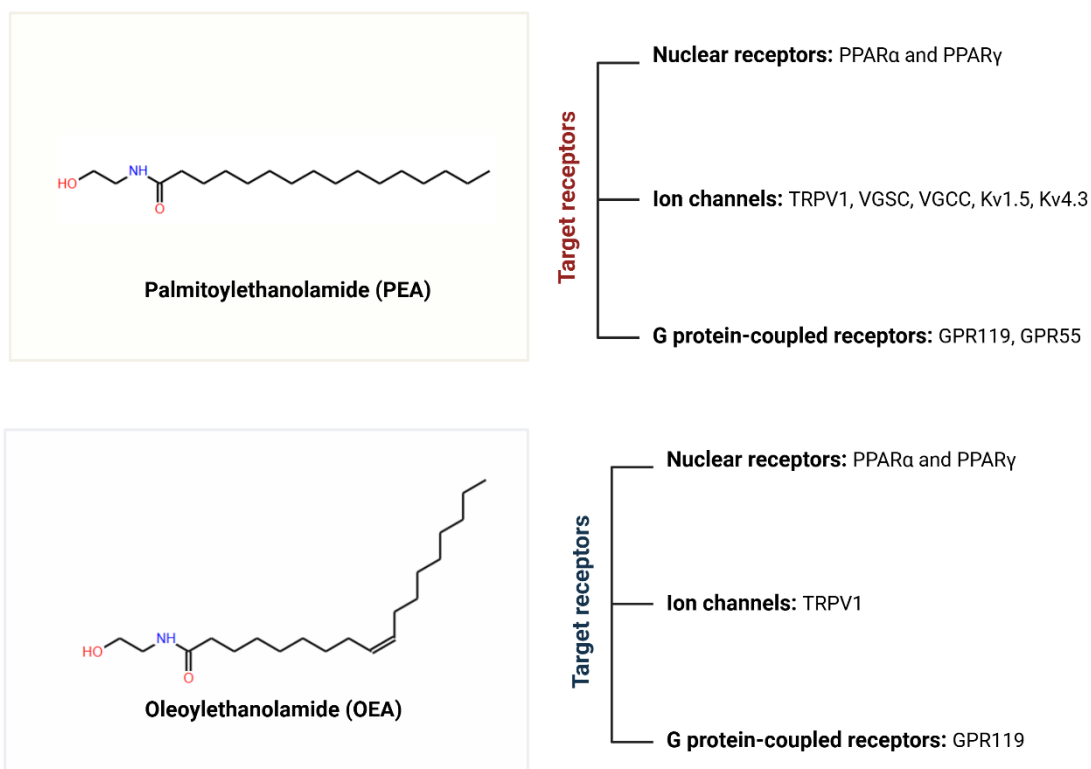 Nuclear receptors: PPARα and PPARγ
Target receptors
Ion channels: TRPV1, VGSC, VGCC, Kv1.5, Kv4.3
HO
NH
O
Palmitoylethanolamide (PEA)
G protein-coupled receptors: GPR119, GPR55
Nuclear receptors: PPARα and PPARγ
Target receptors
Ion channels: TRPV1
HO
NH
O
Oleoylethanolamide (OEA)
G protein-coupled receptors: GPR119